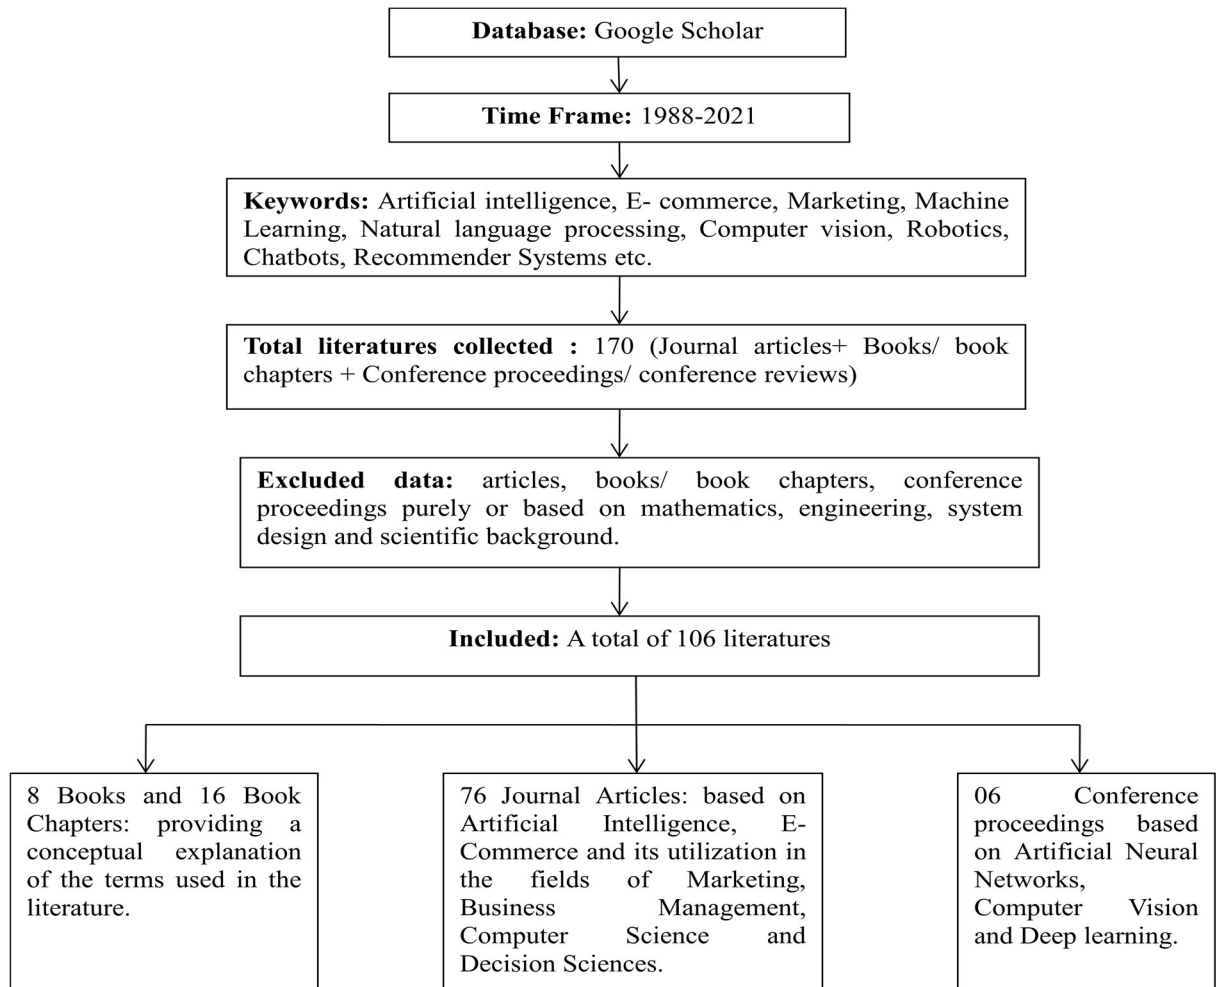 Database: Google Scholar
Time Frame: 1988-2021
Keywords: Artificial intelligence, E- commerce, Marketing, Machine
Learning, Natural language processing, Computer vision, Robotics,
Chatbots, Recommender Systems etc.
Total literatures collected : 170 (Journal articles+ Books/ book
chapters + Conference proceedings/ conference reviews)
Excluded data: articles, books/ book chapters, conference
proceedings purely or based on mathematics, engineering, system
design and scientific background.
Included: A total of 106 literatures
8 Books and 16 Book
Chapters: providing a
conceptual explanation
of the terms used in the
literature.
76 Journal Articles: based on
Artificial Intelligence, E-
Commerce and its utilization in
the fields of Marketing,
Business Management,
Computer Science and
Decision Sciences.
06 Conference
proceedings based
on Artificial Neural
Networks,
Computer Vision
and Deep learning.